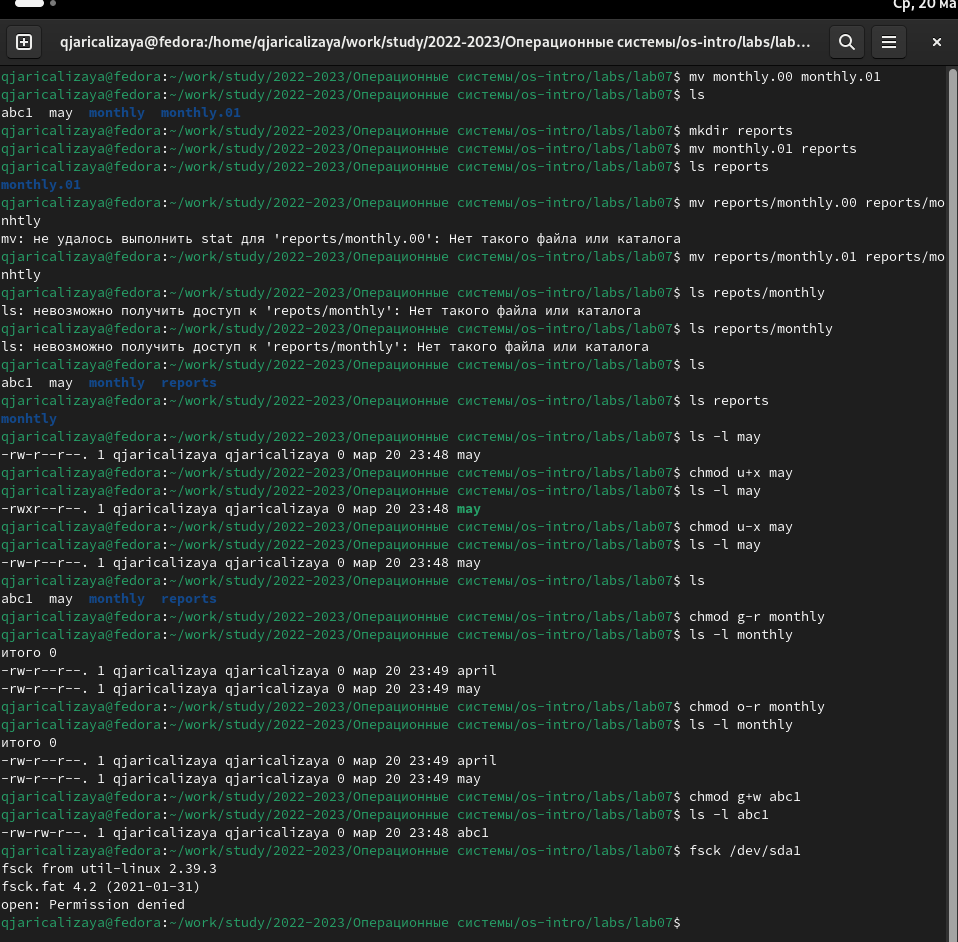 Ср, 20 ма
qjaricalizaya@fedora:/home/qjaricalizaya/work/study/2022-2023/Операционные системы/os-intro/labs/lab...
qjaricalizaya@fedora:~/work/study/2022-2023/Операционные системы/os-intro/labs/lab07$ mv monthly.00 monthly.01
qjaricalizaya@fedora:~/work/study/2022-2023/Операционные системы/os-intro/labs/lab07$ ls
abc1  may  monthly  monthly.01
qjaricalizaya@fedora:~/work/study/2022-2023/Операционные системы/os-intro/labs/lab07$ mkdir reports
qjaricalizaya@fedora:~/work/study/2022-2023/Операционные системы/os-intro/labs/lab07$ mv monthly.01 reports
qjaricalizaya@fedora:~/work/study/2022-2023/Операционные системы/os-intro/labs/lab07$ ls reports
monthly.01
qjaricalizaya@fedora:~/work/study/2022-2023/Операционные системы/os-intro/labs/lab07$ mv reports/monthly.00 reports/mo
nhtly
mv: не удалось выполнить stat для 'reports/monthly.00': Нет такого файла или каталога
qjaricalizaya@fedora:~/work/study/2022-2023/Операционные системы/os-intro/labs/lab07$ mv reports/monthly.01 reports/mo
nhtly
qjaricalizaya@fedora:~/work/study/2022-2023/Операционные системы/os-intro/labs/lab07$ ls repots/monthly
ls: невозможно получить доступ к 'repots/monthly': Нет такого файла или каталога
qjaricalizaya@fedora:~/work/study/2022-2023/Операционные системы/os-intro/labs/lab07$ ls reports/monthly
ls: невозможно получить доступ к 'reports/monthly': Нет такого файла или каталога
qjaricalizaya@fedora:~/work/study/2022-2023/Операционные системы/os-intro/labs/lab07$ ls
abc1  may  monthly  reports
qjaricalizaya@fedora:~/work/study/2022-2023/Операционные системы/os-intro/labs/lab07$ ls reports
monhtly
qjaricalizaya@fedora:~/work/study/2022-2023/Операционные системы/os-intro/labs/lab07$ ls -l may
-rw-r--r--. 1 qjaricalizaya qjaricalizaya 0 мар 20 23:48 may
qjaricalizaya@fedora:~/work/study/2022-2023/Операционные системы/os-intro/labs/lab07$ chmod u+x may
qjaricalizaya@fedora:~/work/study/2022-2023/Операционные системы/os-intro/labs/lab07$ ls -l may
-rwxr--r--. 1 qjaricalizaya qjaricalizaya 0 мар 20 23:48 may
qjaricalizaya@fedora:~/work/study/2022-2023/Операционные системы/os-intro/labs/lab07$ chmod u-x may
qjaricalizaya@fedora:~/work/study/2022-2023/Операционные системы/os-intro/labs/lab07$ ls -l may
-rw-r--r--. 1 qjaricalizaya qjaricalizaya 0 мар 20 23:48 may
qjaricalizaya@fedora:~/work/study/2022-2023/Операционные системы/os-intro/labs/lab07$ ls
abc1  may  monthly  reports
qjaricalizaya@fedora:~/work/study/2022-2023/Операционные системы/os-intro/labs/lab07$ chmod g-r monthly
qjaricalizaya@fedora:~/work/study/2022-2023/Операционные системы/os-intro/labs/lab07$ ls -l monthly
итого 0
-rw-r--r--. 1 qjaricalizaya qjaricalizaya 0 мар 20 23:49 april
-rw-r--r--. 1 qjaricalizaya qjaricalizaya 0 мар 20 23:49 may
qjaricalizaya@fedora:~/work/study/2022-2023/Операционные системы/os-intro/labs/lab07$ chmod o-r monthly
qjaricalizaya@fedora:~/work/study/2022-2023/Операционные системы/os-intro/labs/lab07$ ls -l monthly
итого 0
-rw-r--r--. 1 qjaricalizaya qjaricalizaya 0 мар 20 23:49 april
-rw-r--r--. 1 qjaricalizaya qjaricalizaya 0 мар 20 23:49 may
qjaricalizaya@fedora:~/work/study/2022-2023/Операционные системы/os-intro/labs/lab07$ chmod g+w abc1
qjaricalizaya@fedora:~/work/study/2022-2023/Операционные системы/os-intro/labs/lab07$ ls -l abc1
-rw-rw-r--. 1 qjaricalizaya qjaricalizaya 0 мар 20 23:48 abc1
qjaricalizaya@fedora:~/work/study/2022-2023/Операционные системы/os-intro/labs/lab07$ fsck /dev/sda1
fsck from util-linux 2.39.3
fsck.fat 4.2 (2021-01-31)
open: Permission denied
qjaricalizaya@fedora:~/work/study/2022-2023/Операционные системы/os-intro/labs/lab07$